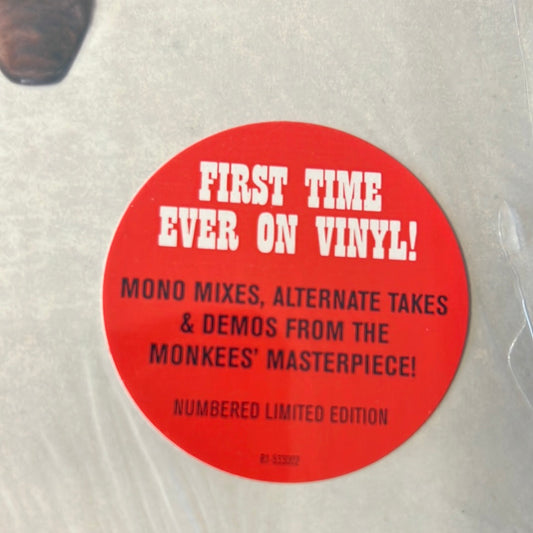 FIRST TIME
EVER ON VINYL!
MONO MIXES, ALTERNATE TAKES
& DEMOS FROM THE
MONKEES' MASTERPIECE!
NUMBERED LIMITED EDITION
R1-533002